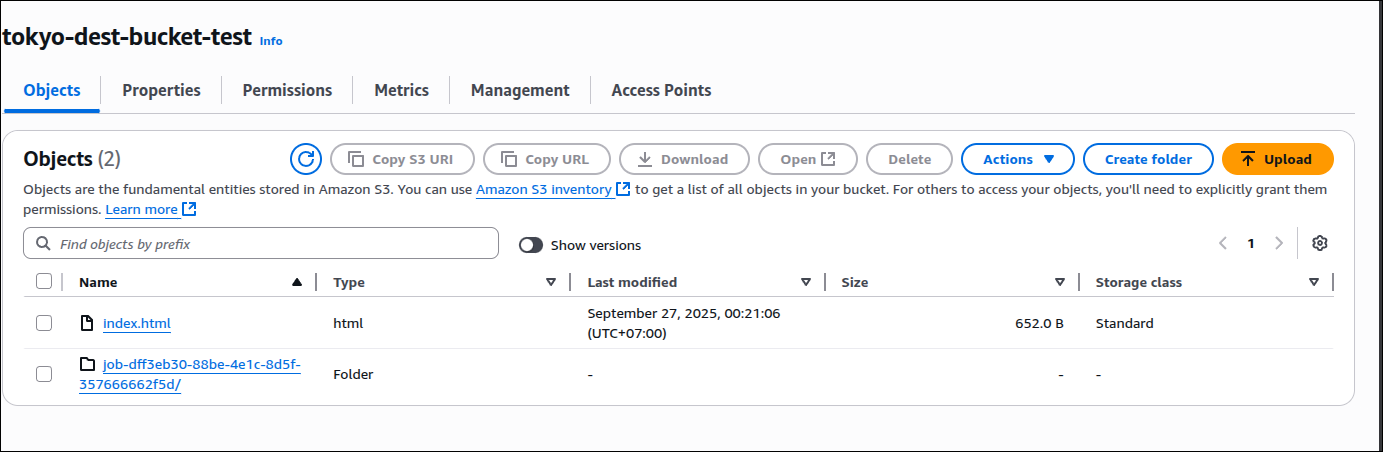 tokyo-dest-bucket-test Info
Objects Properties Permissions Metrics Management Access Points
Objects (2) Copy S3 URI Copy URL Download Open Delete Actions Create folder Upload
Objects are the fundamental entities stored in Amazon S3. You can use Amazon S3 inventory to get a list of all objects in your bucket. For others to access your objects, you'll need to explicitly grant them
permissions. Learn more
Find objects by prefix Show versions 1
Name Type Last modified Size Storage class
index.html html September 27, 2025, 00:21:06 (UTC+07:00) 652.0 B Standard
job-dff3eb30-88be-4e1c-8d5f-
357666662f5d/ Folder - - -